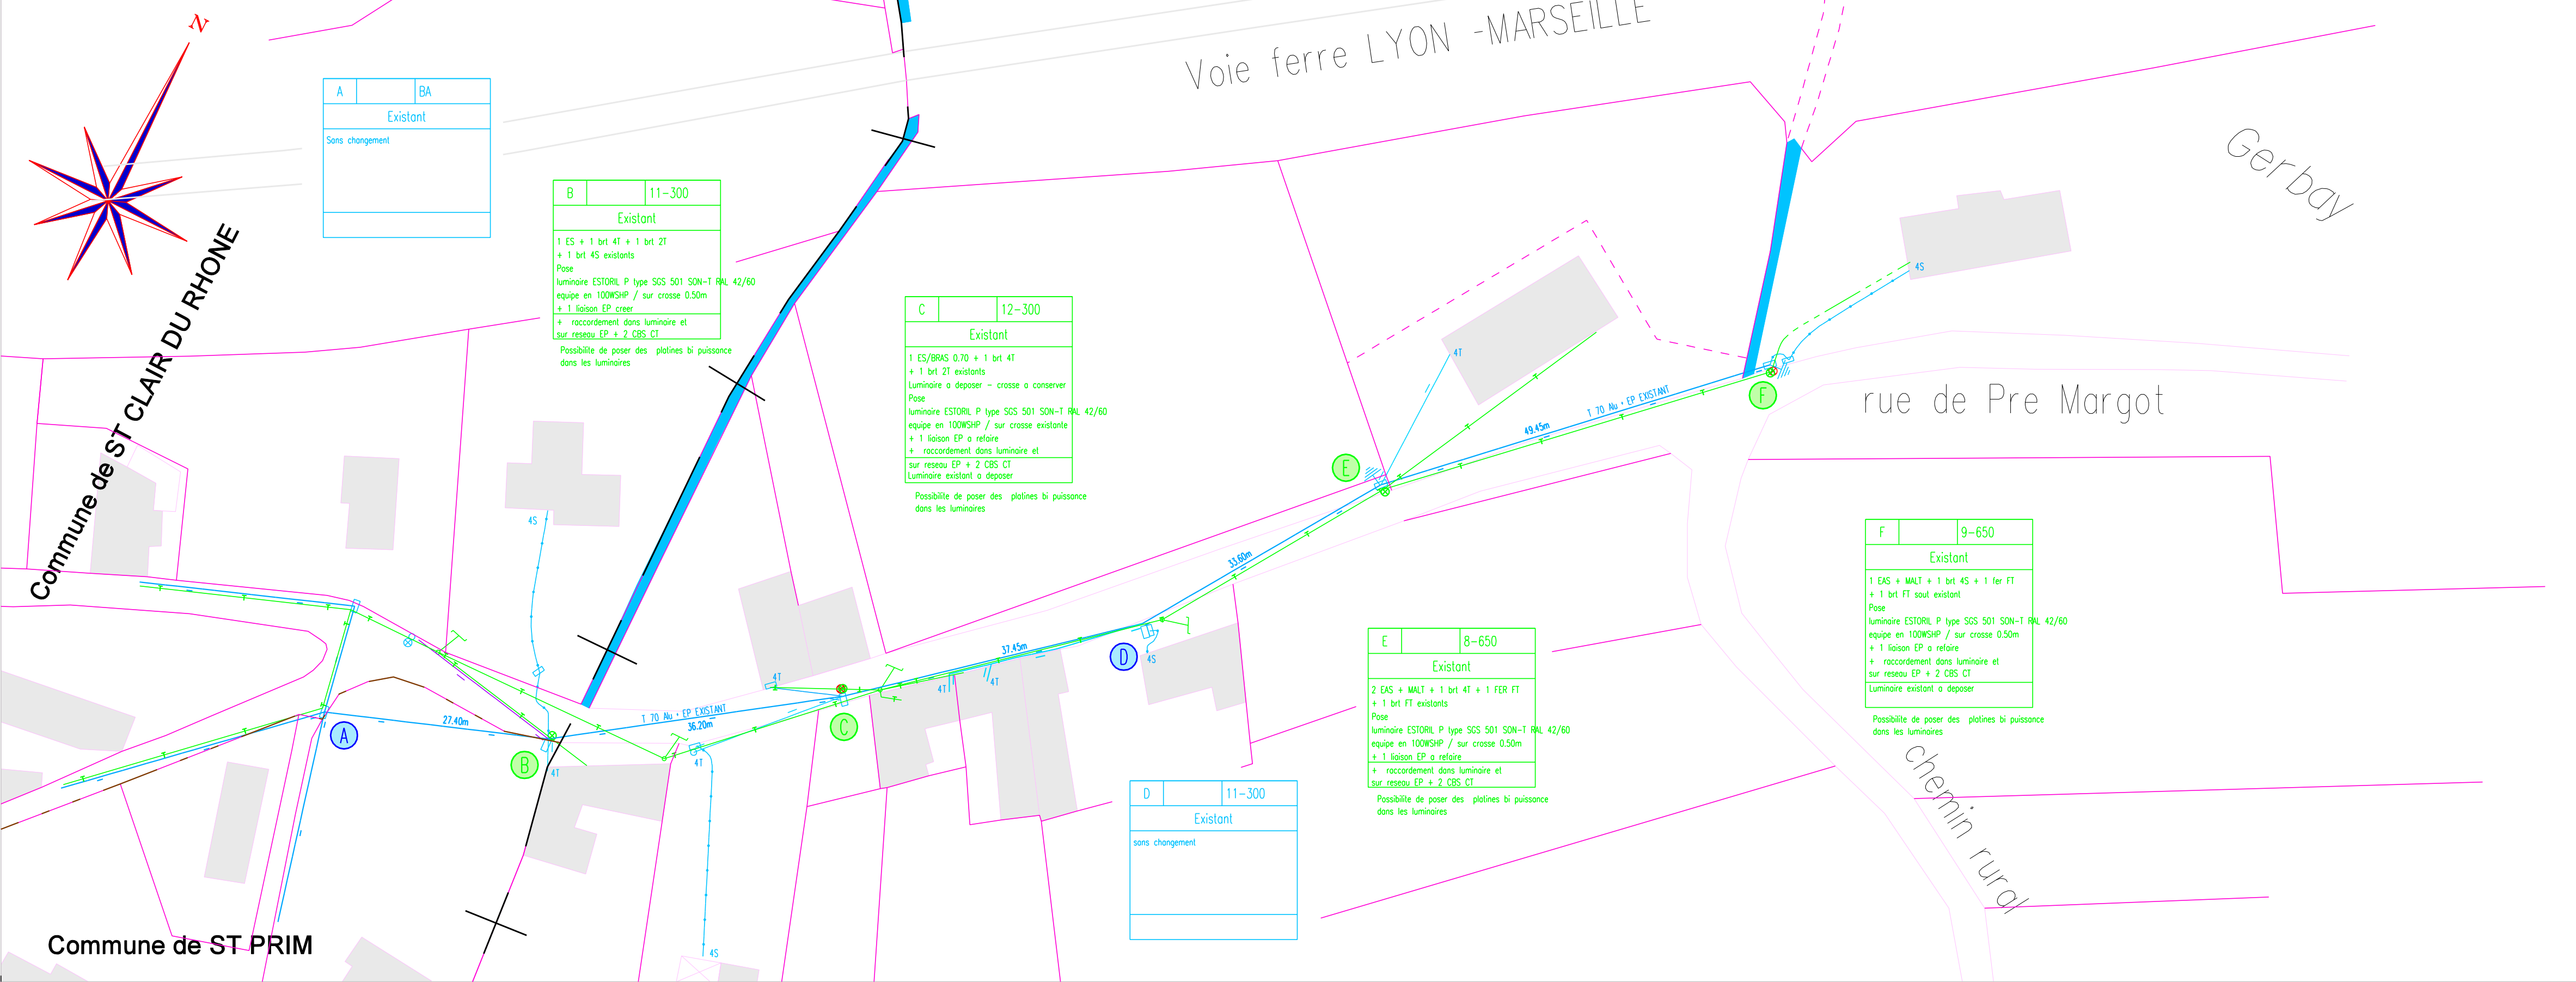 N
Voie ferre LYON -MARSEILLE
Gerbay
rue de Pre Margot
chemin rural
Commune de ST CLAIR DU RHONE
Commune de ST PRIM
A BA
Existant
Sans changement
B 11-300
Existant
1 ES + 1 brt 4T + 1 brt 2T
+ 1 brt 4S existants
Pose
luminaire ESTORIL P type SGS 501 SON-T RAL 42/60
equipe en 100WSHP / sur crosse 0.50m
+ 1 liaison EP creer
+ raccordement dans luminaire et
sur reseau EP + 2 CBS CT
Possibilite de poser des platines bi puissance
dans les luminaires
C 12-300
Existant
1 ES/BRAS 0.70 + 1 brt 4T
+ 1 brt 2T existants
Luminaire a deposer - crosse a conserver
Pose
luminaire ESTORIL P type SGS 501 SON-T RAL 42/60
equipe en 100WSHP / sur crosse existante
+ 1 liaison EP a refaire
+ raccordement dans luminaire et
sur reseau EP + 2 CBS CT
Luminaire existant a deposer
Possibilite de poser des platines bi puissance
dans les luminaires
D 11-300
Existant
sans changement
E 8-650
Existant
2 EAS + MALT + 1 brt 4T + 1 FER FT
+ 1 brt FT existants
Pose
luminaire ESTORIL P type SGS 501 SON-T RAL 42/60
equipe en 100WSHP / sur crosse 0.50m
+ 1 liaison EP a refaire
+ raccordement dans luminaire et
sur reseau EP + 2 CBS CT
Possibilite de poser des platines bi puissance
dans les luminaires
F 9-650
Existant
1 EAS + MALT + 1 brt 4S + 1 fer FT
+ 1 brt FT sout existant
Pose
luminaire ESTORIL P type SGS 501 SON-T RAL 42/60
equipe en 100WSHP / sur crosse 0.50m
+ 1 liaison EP a refaire
+ raccordement dans luminaire et
sur reseau EP + 2 CBS CT
Luminaire existant a deposer
Possibilite de poser des platines bi puissance
dans les luminaires
A
27.40m
B
4T
4S
T 70 Au + EP EXISTANT
36.20m
4T
4S
4T
C
4T
4T
37.45m
D
4S
33.60m
E
4T
49.45m
T 70 Au + EP EXISTANT
F
4S